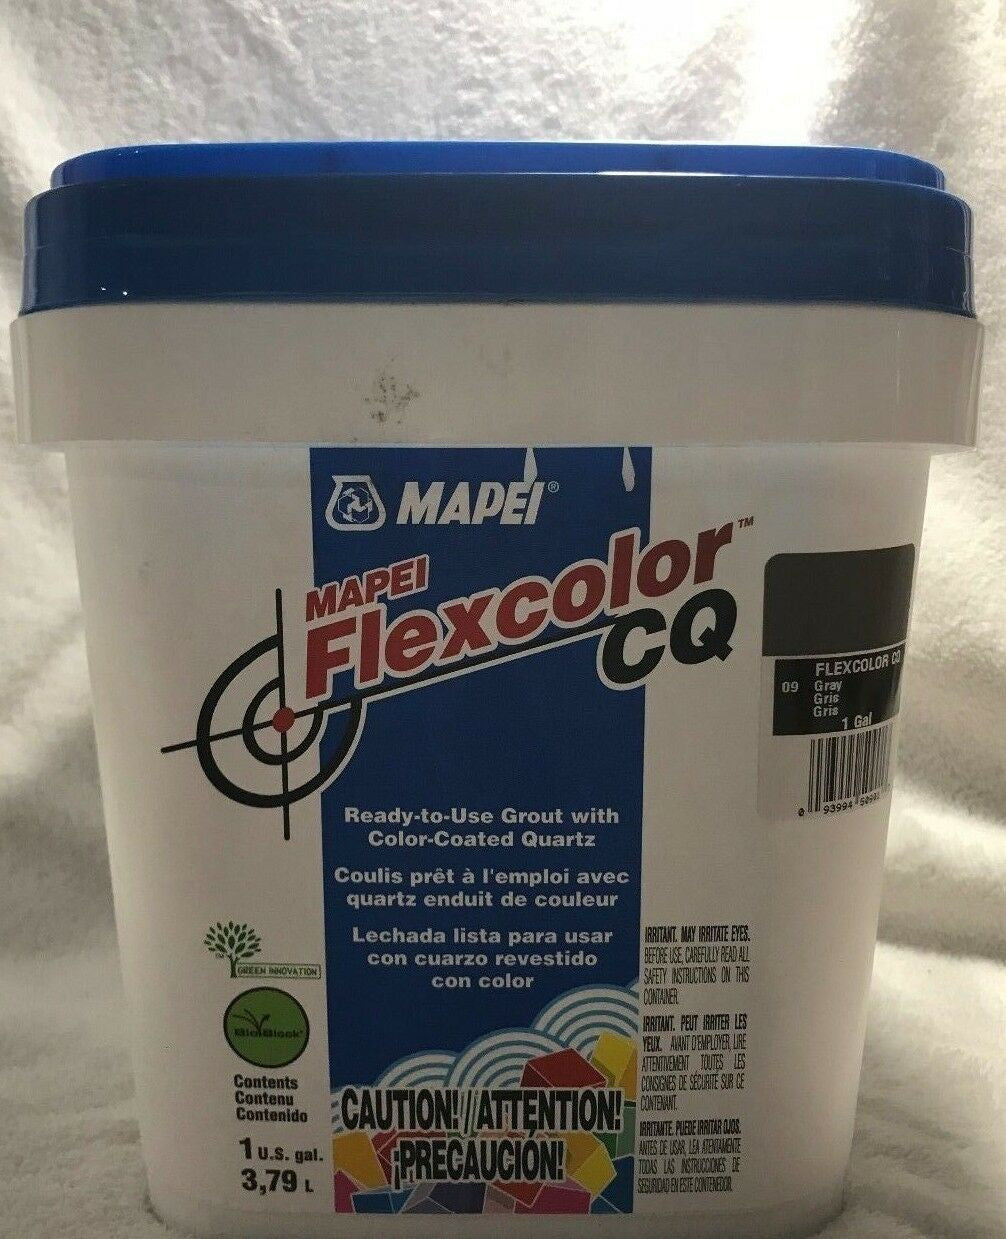 MAPEI®
MAPEI
Flexcolor™
CQ
FLEXCOLOR CQ
09 Gray
Gris
Gris
1 Gal
0 93994
Ready-to-Use Grout with
Color-Coated Quartz
Coulis prêt à l'emploi avec
quartz enduit de couleur
Lechada lista para usar
con cuarzo revestido
con color
GREEN INNOVATION
BioBlock®
Contents
Contenu
Contenido
1 U.S. gal.
3,79 L
CAUTION! / ATTENTION!
¡PRECAUCIÓN!
IRRITANT. MAY IRRITATE EYES.
BEFORE USE, CAREFULLY READ ALL
SAFETY INSTRUCTIONS ON THIS
CONTAINER.
IRRITANT. PEUT IRRITER LES
YEUX. AVANT D'EMPLOYER, LIRE
ATTENTIVEMENT TOUTES LES
CONSIGNES DE SÉCURITÉ SUR CE
CONTENANT.
IRRITANTE. PUEDE IRRITAR OJOS.
ANTES DE USAR, LEA ATENTAMENTE
TODAS LAS INSTRUCCIONES DE
SEGURIDAD EN ESTE CONTENEDOR.